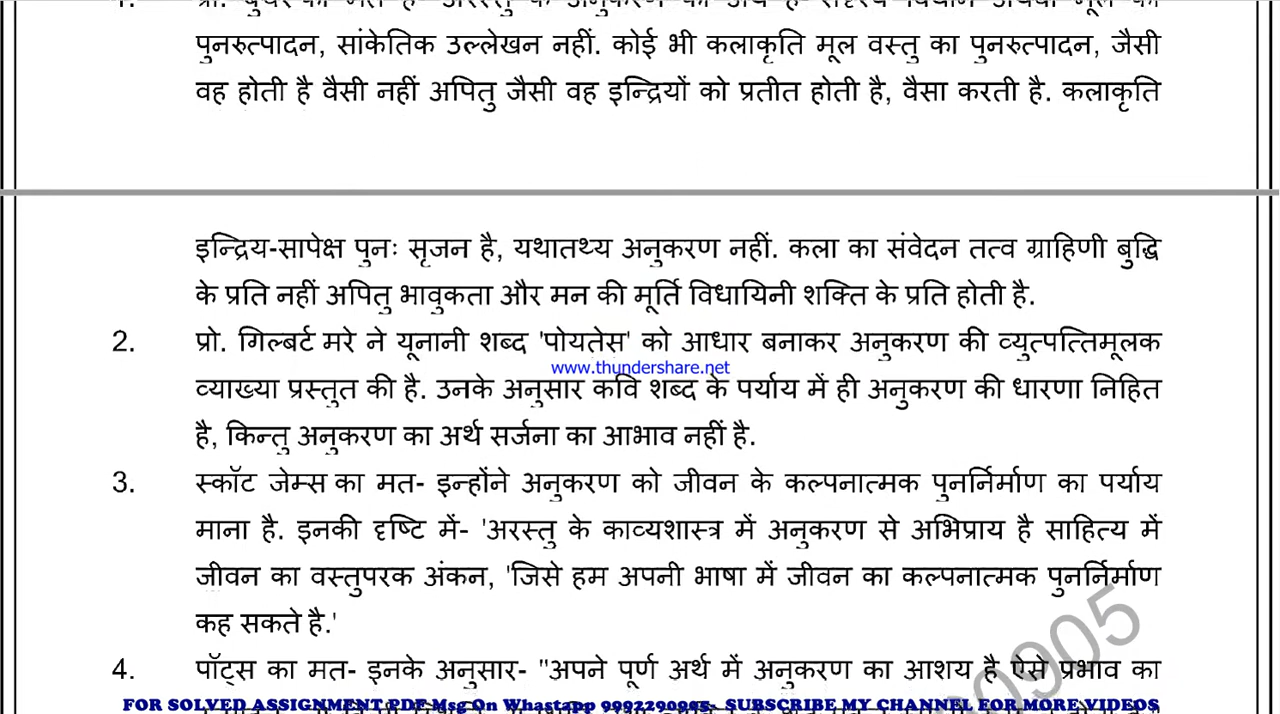 पुनरुत्पादन, सांकेतिक उल्लेखन नहीं. कोई भी कलाकृति मूल वस्तु का पुनरुत्पादन, जैसी
वह होती है वैसी नहीं अपितु जैसी वह इन्द्रियों को प्रतीत होती है, वैसा करती है. कलाकृति
इन्द्रिय-सापेक्ष पुनः सृजन है, यथातथ्य अनुकरण नहीं. कला का संवेदन तत्व ग्राहिणी बुद्धि
के प्रति नहीं अपितु भावुकता और मन की मूर्ति विधायिनी शक्ति के प्रति होती है.
2. प्रो. गिल्बर्ट मरे ने यूनानी शब्द 'पोयतेस' को आधार बनाकर अनुकरण की व्युत्पत्तिमूलक
www.thundershare.net
व्याख्या प्रस्तुत की है. उनके अनुसार कवि शब्द के पर्याय में ही अनुकरण की धारणा निहित
है, किन्तु अनुकरण का अर्थ सर्जना का आभाव नहीं है.
3. स्कॉट जेम्स का मत- इन्होंने अनुकरण को जीवन के कल्पनात्मक पुनर्निर्माण का पर्याय
माना है. इनकी दृष्टि में- 'अरस्तु के काव्यशास्त्र में अनुकरण से अभिप्राय है साहित्य में
जीवन का वस्तुपरक अंकन, 'जिसे हम अपनी भाषा में जीवन का कल्पनात्मक पुनर्निर्माण
कह सकते है.'
4. पॉट्स का मत- इनके अनुसार- "अपने पूर्ण अर्थ में अनुकरण का आशय है ऐसे प्रभाव का
FOR SOLVED ASSIGNMENT PDF Msg On Whastapp 9992290905- SUBSCRIBE MY CHANNEL FOR MORE VIDEOS